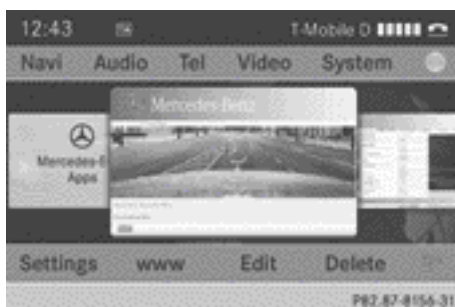 12:43 T-Mobile D
Navi Audio Tel Video System
Mercedes-Benz
Mercedes-B
Apps
Settings www Edit Delete
P82.87-8156-31